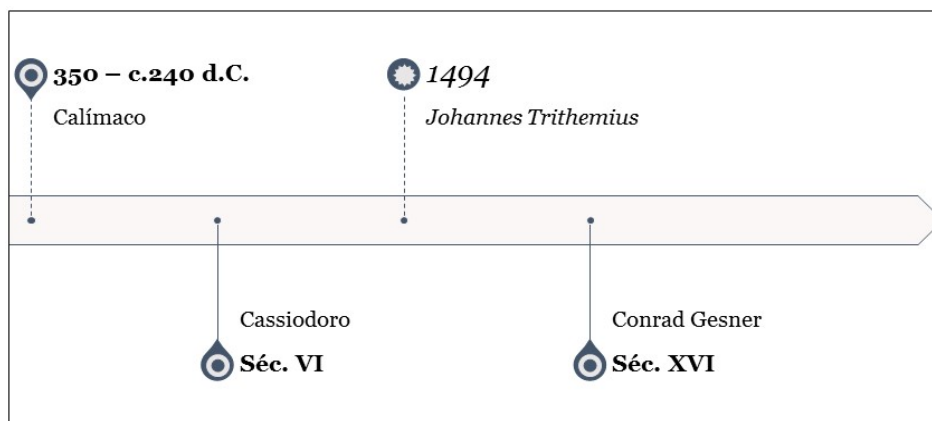 350 – c.240 d.C.
Calímaco
1494
Johannes Trithemius
Cassiodoro
Séc. VI
Conrad Gesner
Séc. XVI